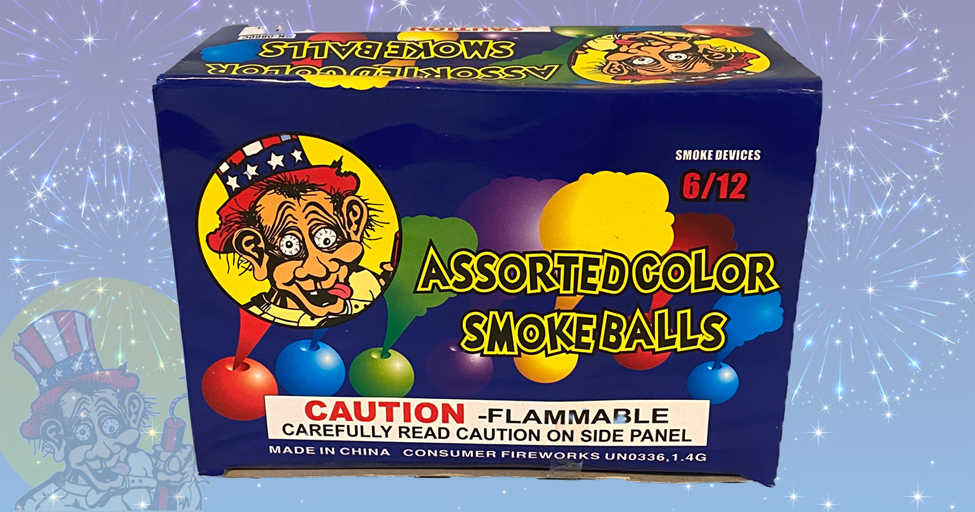 CAUTION
SMOKE BALLS
ASSORTED COLOR
SMOKE DEVICES
6/12
ASSORTED COLOR
SMOKE BALLS
CAUTION -FLAMMABLE
CAREFULLY READ CAUTION ON SIDE PANEL
MADE IN CHINA CONSUMER FIREWORKS UN0336,1.4G